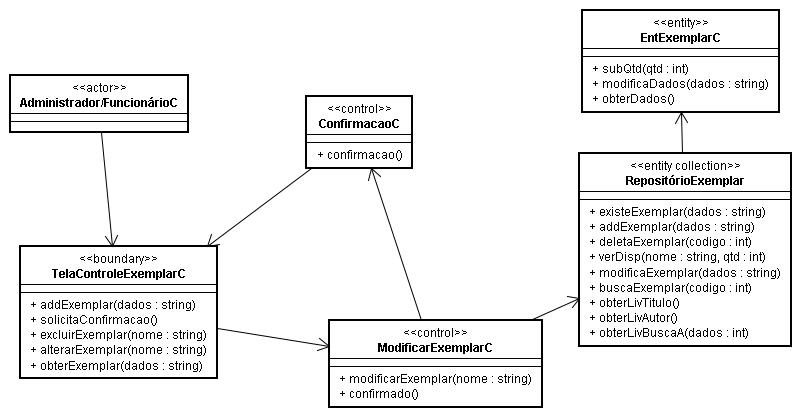 <<entity>>
EntExemplarC
+ subQtd(qtd : int)
+ modificaDados(dados : string)
+ obterDados()
<<actor>>
Administrador/FuncionárioC
<<control>>
ConfirmacaoC
+ confirmacao()
<<entity collection>>
RepositórioExemplar
+ existeExemplar(dados : string)
+ addExemplar(dados : string)
+ deletaExemplar(codigo : int)
+ verDisp(nome : string, qtd : int)
+ modificaExemplar(dados : string)
+ buscaExemplar(codigo : int)
+ obterLivTitulo()
+ obterLivAutor()
+ obterLivBuscaA(dados : int)
<<boundary>>
TelaControleExemplarC
+ addExemplar(dados : string)
+ solicitaConfirmacao()
+ excluirExemplar(nome : string)
+ alterarExemplar(nome : string)
+ obterExemplar(dados : string)
<<control>>
ModificarExemplarC
+ modificarExemplar(nome : string)
+ confirmado()